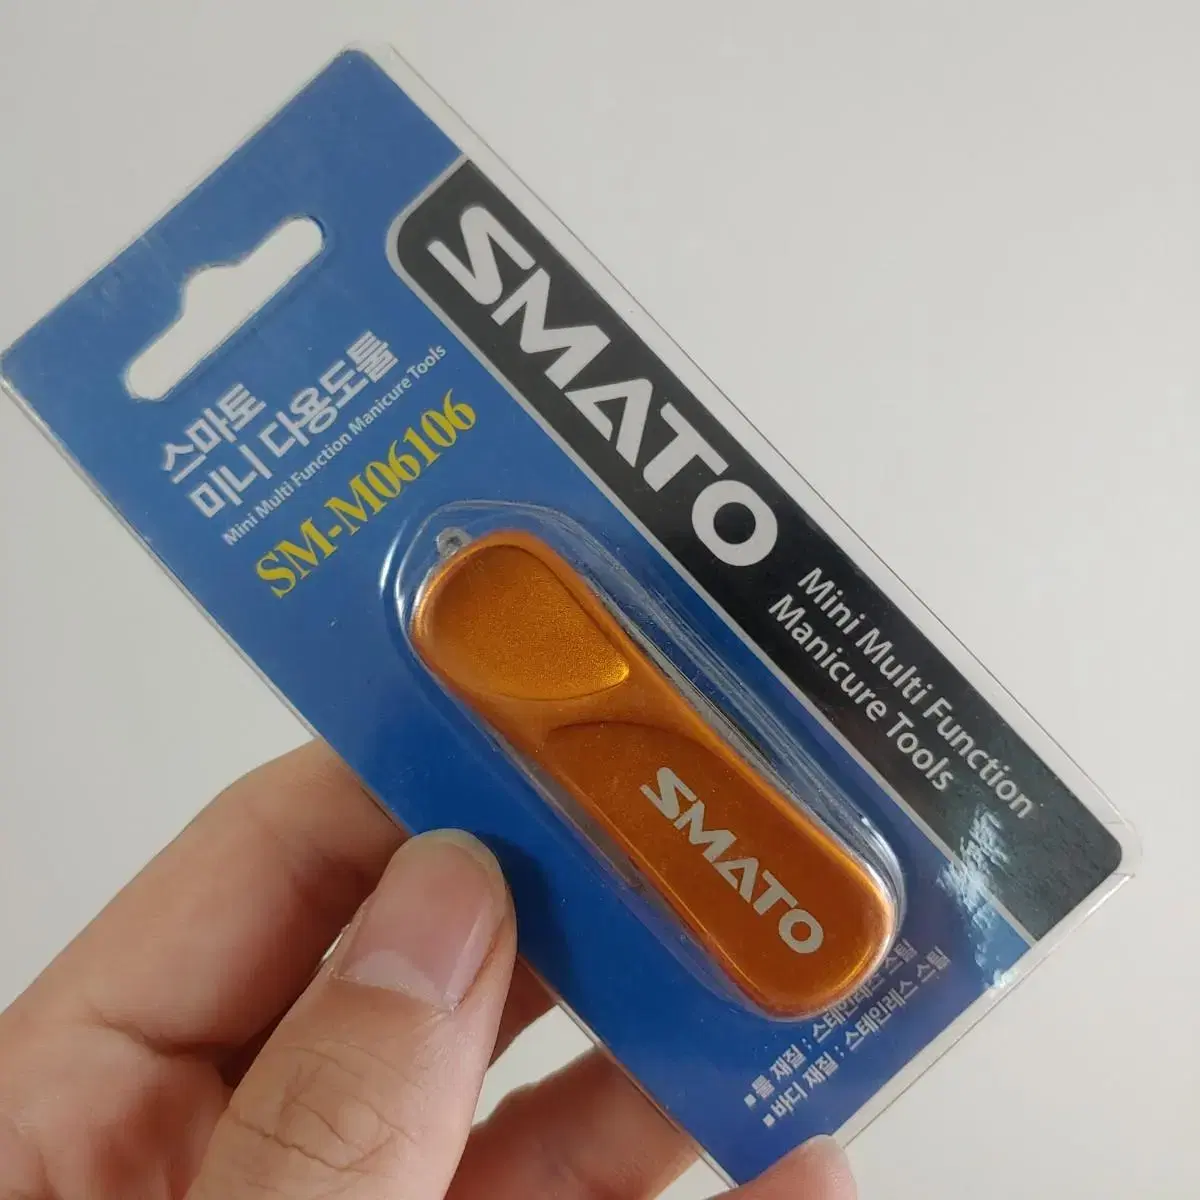 스마토
미니 다용도툴
Mini Multi Function Manicure Tools
SM-M06106
SMATO
Mini Multi Function
Manicure Tools
SMATO
▪ 툴 재질 ; 스테인레스 스틸
▪ 바디 재질 ; 스테인레스 스틸